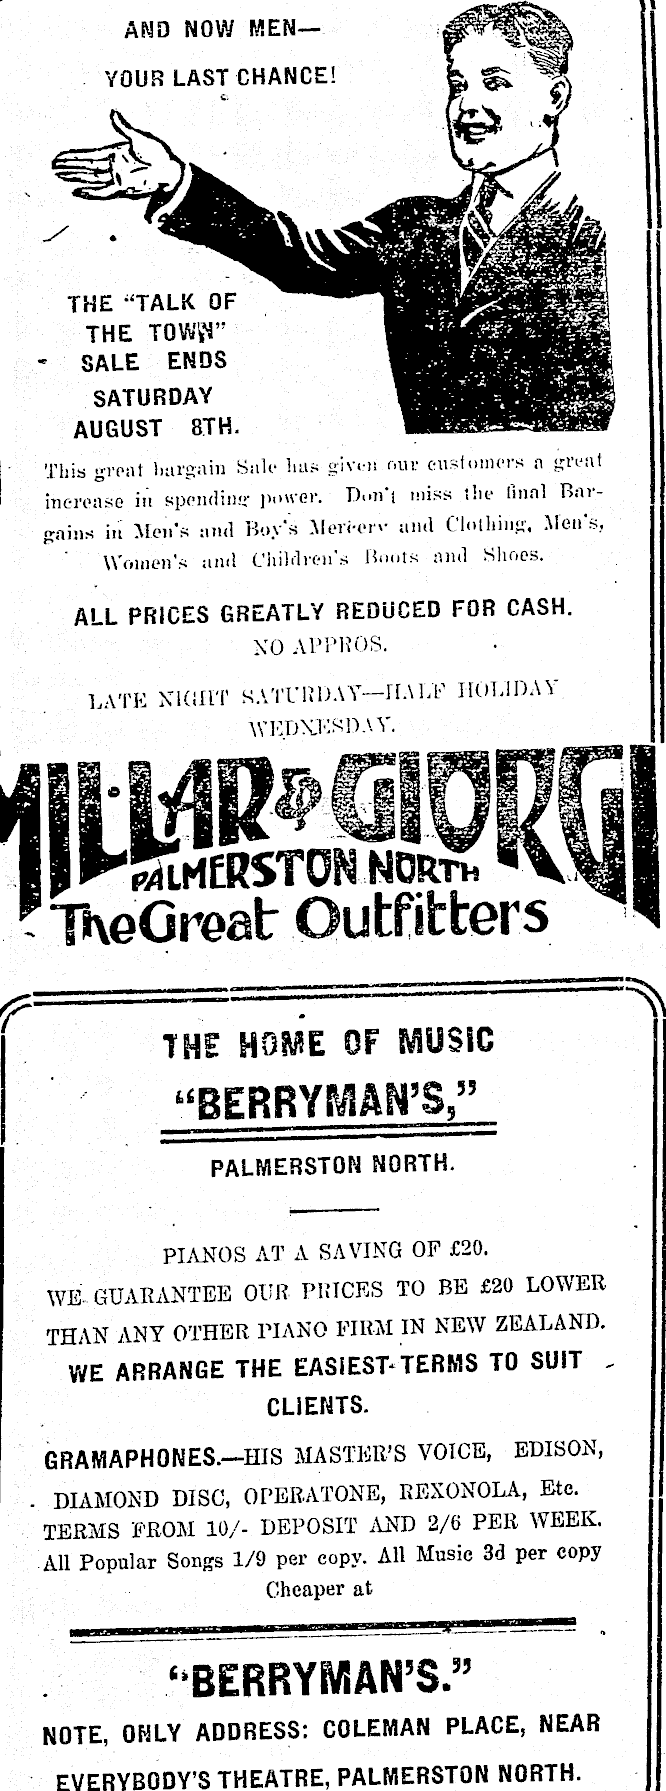 AND NOW MEN—
YOUR LAST CHANCE!
THE "TALK OF
THE TOWN"
SALE ENDS
SATURDAY
AUGUST 8TH.
This great bargain Sale has given our customers a great
increase in spending power. Don't miss the final Bar-
gains in Men's and Boy's Mercery and Clothing, Men's,
Women's and Children's Boots and Shoes.
ALL PRICES GREATLY REDUCED FOR CASH.
NO APPROS.
LATE NIGHT SATURDAY—HALF HOLIDAY
WEDNESDAY.
MILLAR & GIORGI
PALMERSTON NORTH
The Great Outfitters
THE HOME OF MUSIC
"BERRYMAN'S,"
PALMERSTON NORTH.
PIANOS AT A SAVING OF £20.
WE GUARANTEE OUR PRICES TO BE £20 LOWER
THAN ANY OTHER PIANO FIRM IN NEW ZEALAND.
WE ARRANGE THE EASIEST TERMS TO SUIT
CLIENTS.
GRAMAPHONES.—HIS MASTER'S VOICE, EDISON,
DIAMOND DISC, OPERATONE, REXONOLA, Etc.
TERMS FROM 10/- DEPOSIT AND 2/6 PER WEEK.
All Popular Songs 1/9 per copy. All Music 3d per copy
Cheaper at
"BERRYMAN'S."
NOTE, ONLY ADDRESS: COLEMAN PLACE, NEAR
EVERYBODY'S THEATRE, PALMERSTON NORTH.